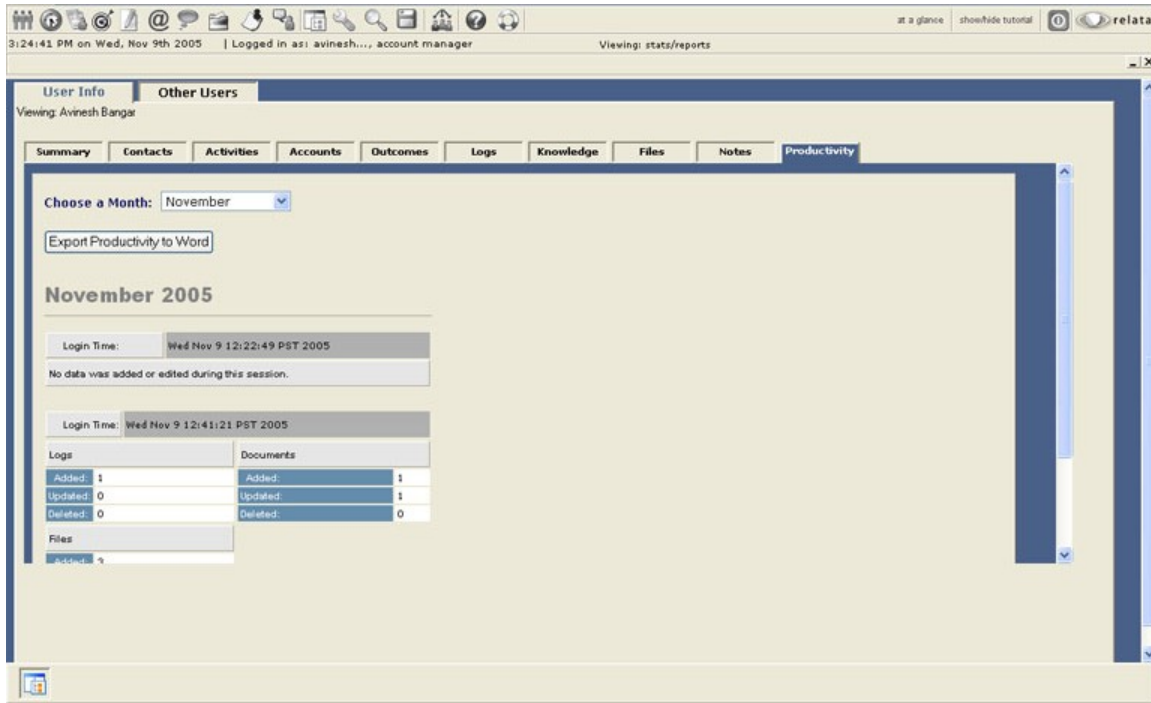 at a glance show/hide tutorial relata
3:24:41 PM on Wed, Nov 9th 2005 | Logged in as: avinesh..., account manager Viewing: stats/reports
User Info Other Users
Viewing: Avinesh Bangar
Summary Contacts Activities Accounts Outcomes Logs Knowledge Files Notes Productivity
Choose a Month: November
Export Productivity to Word
November 2005
Login Time: Wed Nov 9 12:22:49 PST 2005
No data was added or edited during this session.
Login Time: Wed Nov 9 12:41:21 PST 2005
Logs Documents
Added: 1 Added: 1
Updated: 0 Updated: 1
Deleted: 0 Deleted: 0
Files
Added: